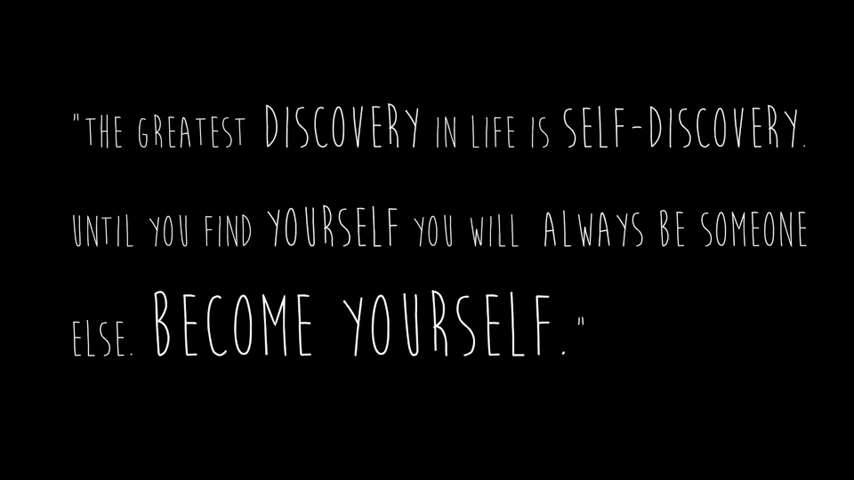 "THE GREATEST DISCOVERY IN LIFE IS SELF-DISCOVERY.
UNTIL YOU FIND YOURSELF YOU WILL ALWAYS BE SOMEONE
ELSE. BECOME YOURSELF."